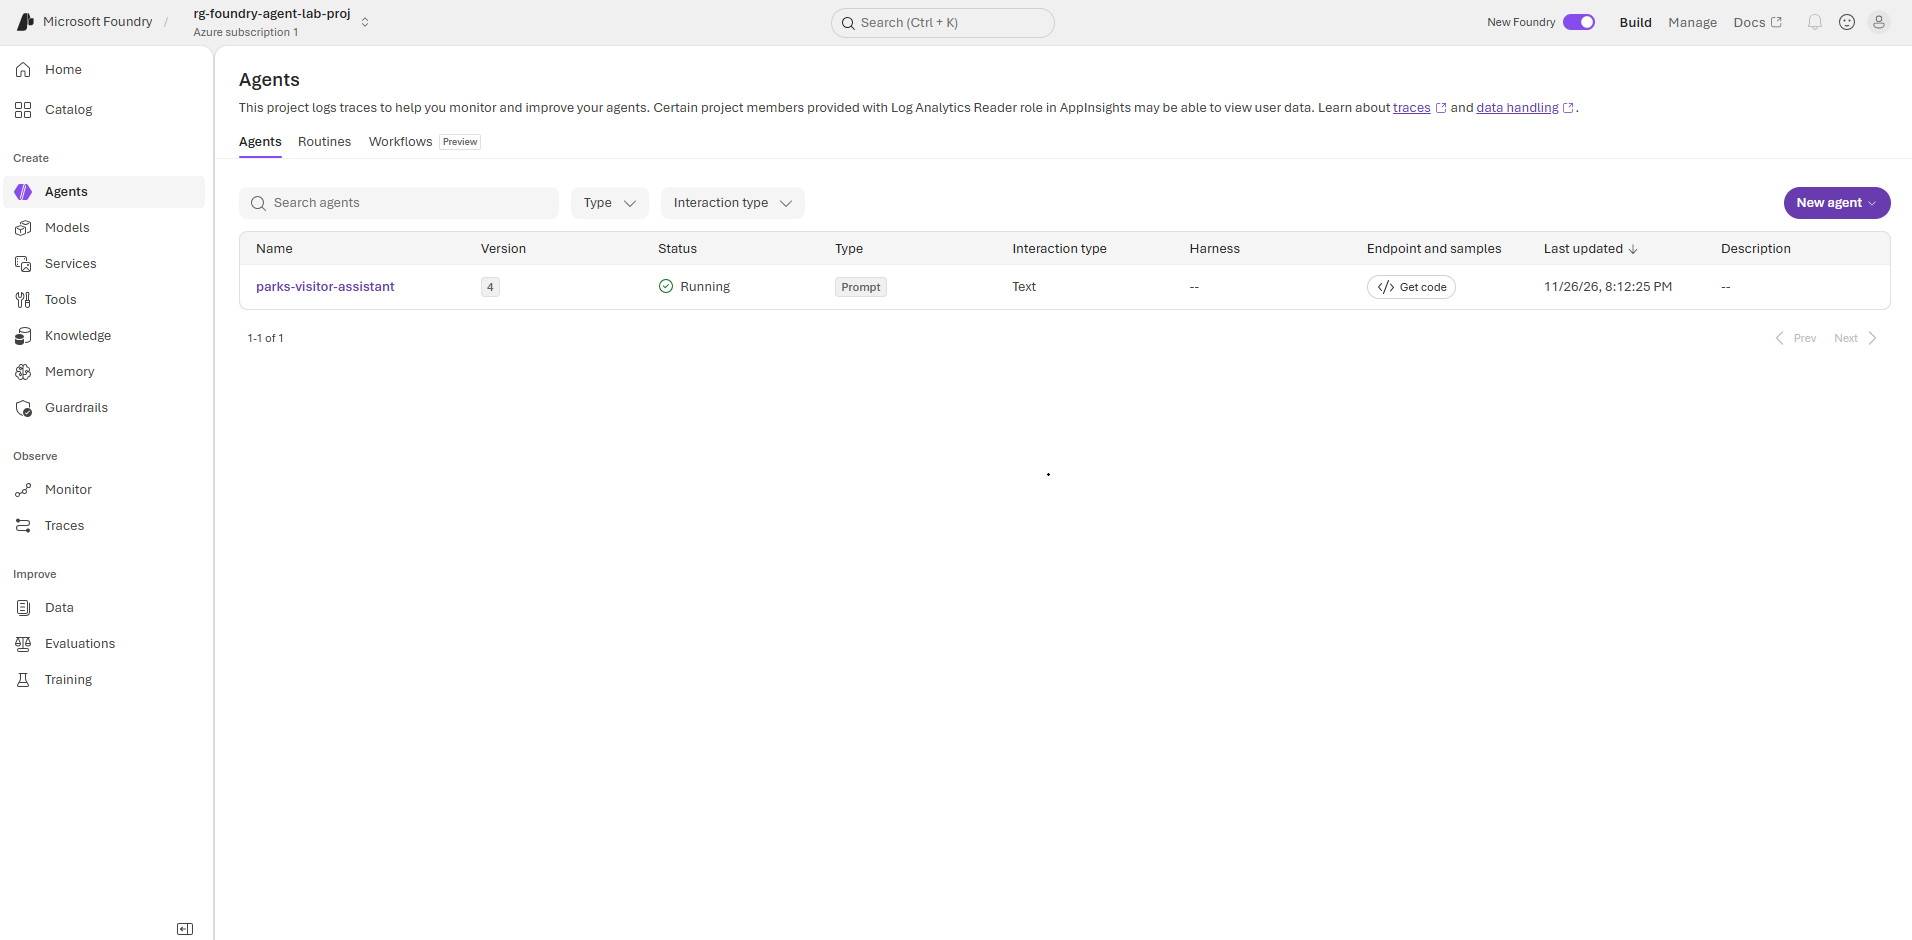 Microsoft Foundry / rg-foundry-agent-lab-proj
Azure subscription 1
Search (Ctrl + K)
New Foundry Build Manage Docs
Home
Catalog
Create
Agents
Models
Services
Tools
Knowledge
Memory
Guardrails
Observe
Monitor
Traces
Improve
Data
Evaluations
Training
Agents
This project logs traces to help you monitor and improve your agents. Certain project members provided with Log Analytics Reader role in AppInsights may be able to view user data. Learn about traces and data handling .
Agents Routines Workflows Preview
Search agents Type Interaction type New agent
Name Version Status Type Interaction type Harness Endpoint and samples Last updated Description
parks-visitor-assistant 4 Running Prompt Text -- Get code 11/26/26, 8:12:25 PM --
1-1 of 1 Prev Next